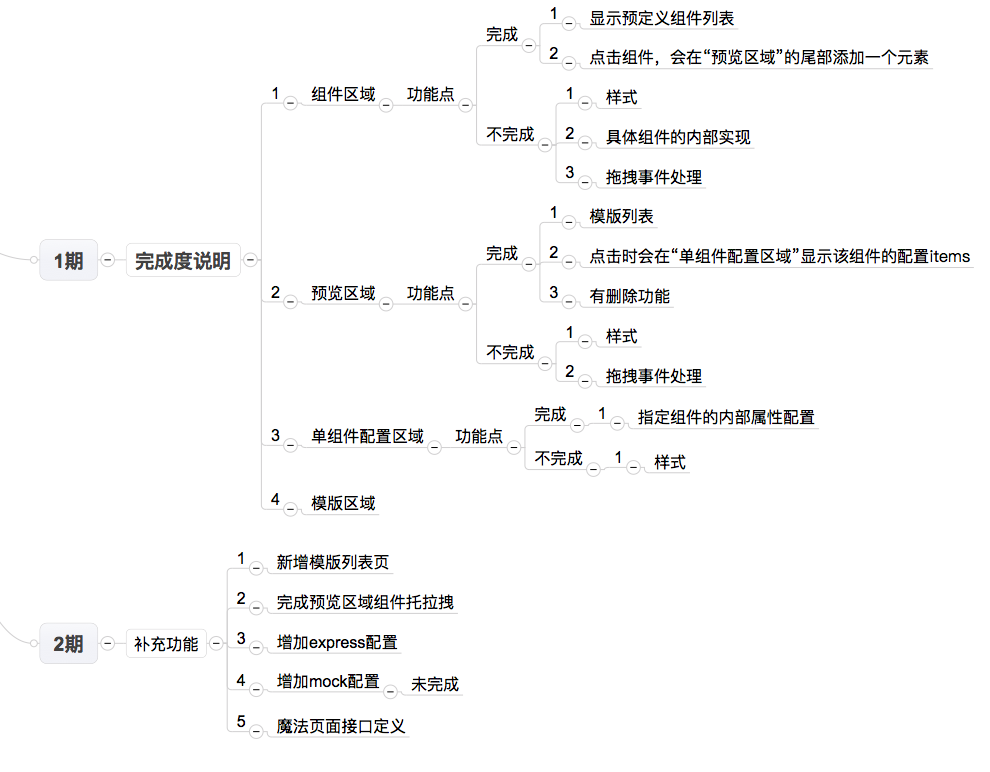 1期
完成度说明
1
组件区域
功能点
完成
1
显示预定义组件列表
2
点击组件，会在“预览区域”的尾部添加一个元素
不完成
1
样式
2
具体组件的内部实现
3
拖拽事件处理
2
预览区域
功能点
完成
1
模版列表
2
点击时会在“单组件配置区域”显示该组件的配置items
3
有删除功能
不完成
1
样式
2
拖拽事件处理
3
单组件配置区域
功能点
完成
1
指定组件的内部属性配置
不完成
1
样式
4
模版区域
2期
补充功能
1
新增模版列表页
2
完成预览区域组件托拉拽
3
增加express配置
4
增加mock配置
未完成
5
魔法页面接口定义